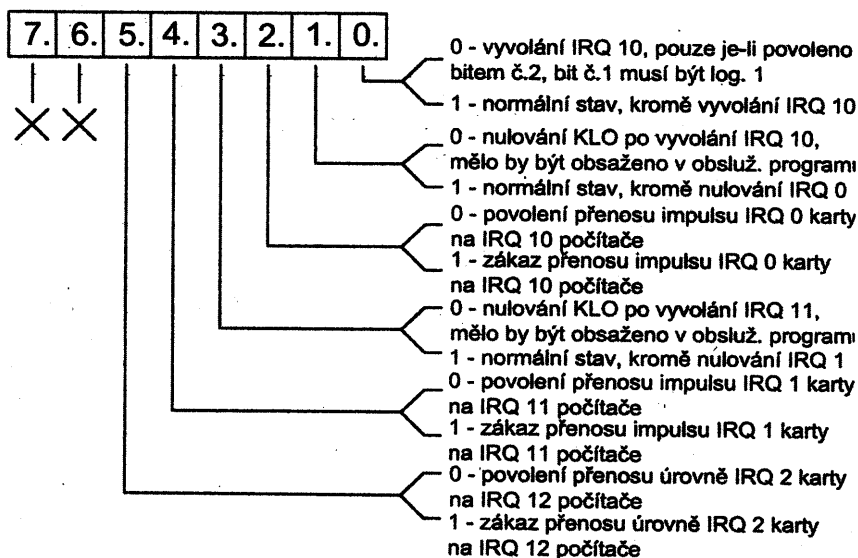 7. 6. 5. 4. 3. 2. 1. 0.
0 - vyvolání IRQ 10, pouze je-li povoleno
bitem č.2, bit č.1 musí být log. 1
1 - normální stav, kromě vyvolání IRQ 10
0 - nulování KLO po vyvolání IRQ 10,
mělo by být obsaženo v obsluž. program
1 - normální stav, kromě nulování IRQ 0
0 - povolení přenosu impulsu IRQ 0 karty
na IRQ 10 počítače
1 - zákaz přenosu impulsu IRQ 0 karty
na IRQ 10 počítače
0 - nulování KLO po vyvolání IRQ 11,
mělo by být obsaženo v obsluž. program
1 - normální stav, kromě nulování IRQ 1
0 - povolení přenosu impulsu IRQ 1 karty
na IRQ 11 počítače
1 - zákaz přenosu impulsu IRQ 1 karty
na IRQ 11 počítače
0 - povolení přenosu úrovně IRQ 2 karty
na IRQ 12 počítače
1 - zákaz přenosu úrovně IRQ 2 karty
na IRQ 12 počítače